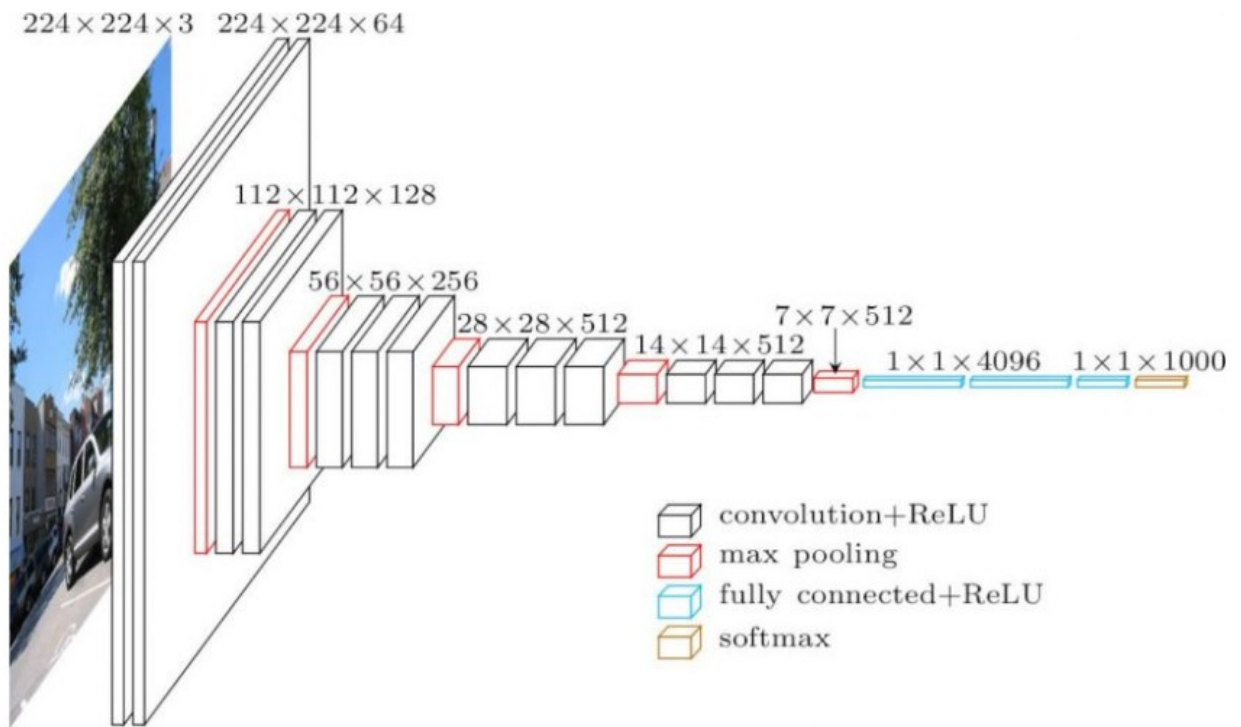 224×224×3
224×224×64
112×112×128
56×56×256
28×28×512
14×14×512
7×7×512
1×1×4096
1×1×1000
convolution+ReLU
max pooling
fully connected+ReLU
softmax